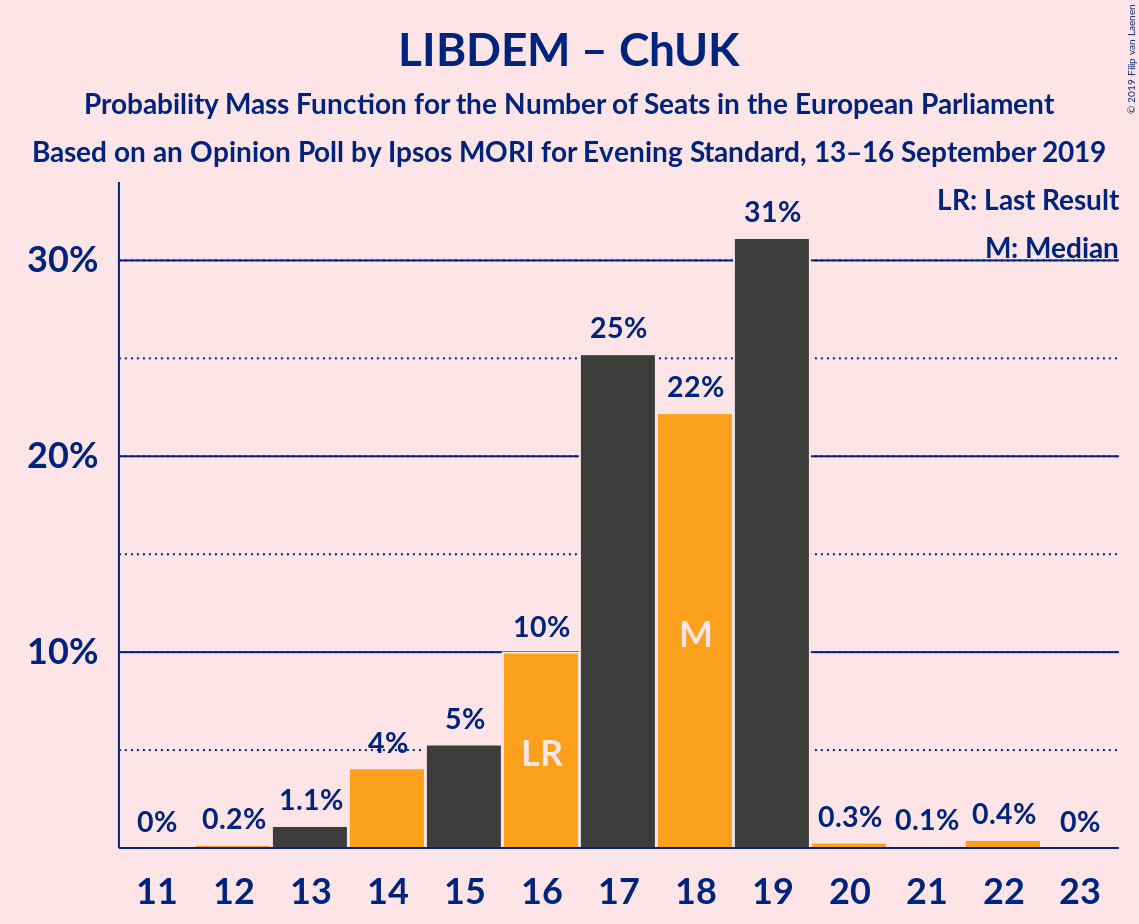 LIBDEM – ChUK
Probability Mass Function for the Number of Seats in the European Parliament
Based on an Opinion Poll by Ipsos MORI for Evening Standard, 13–16 September 2019
© 2019 Filip van Laenen
LR: Last Result
M: Median
30%
20%
10%
0%
0.2%
1.1%
4%
5%
10%
25%
22%
31%
0.3%
0.1%
0.4%
0%
LR
M
11 12 13 14 15 16 17 18 19 20 21 22 23